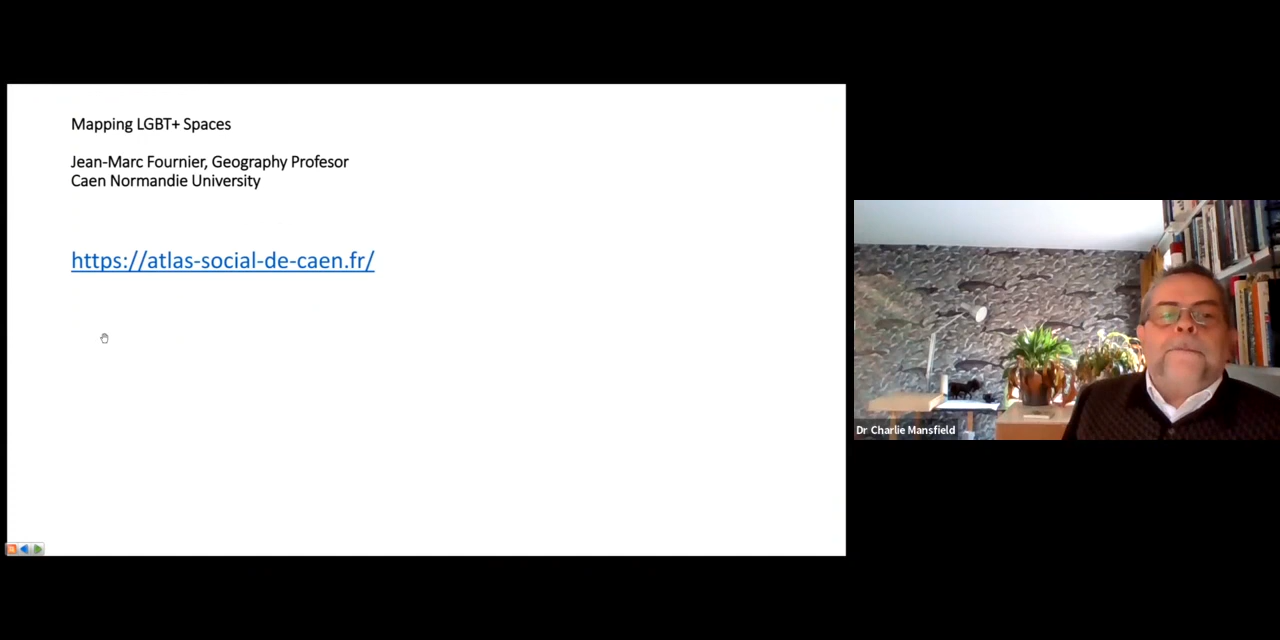 Mapping LGBT+ Spaces
Jean-Marc Fournier, Geography Profesor
Caen Normandie University
https://atlas-social-de-caen.fr/
Dr Charlie Mansfield